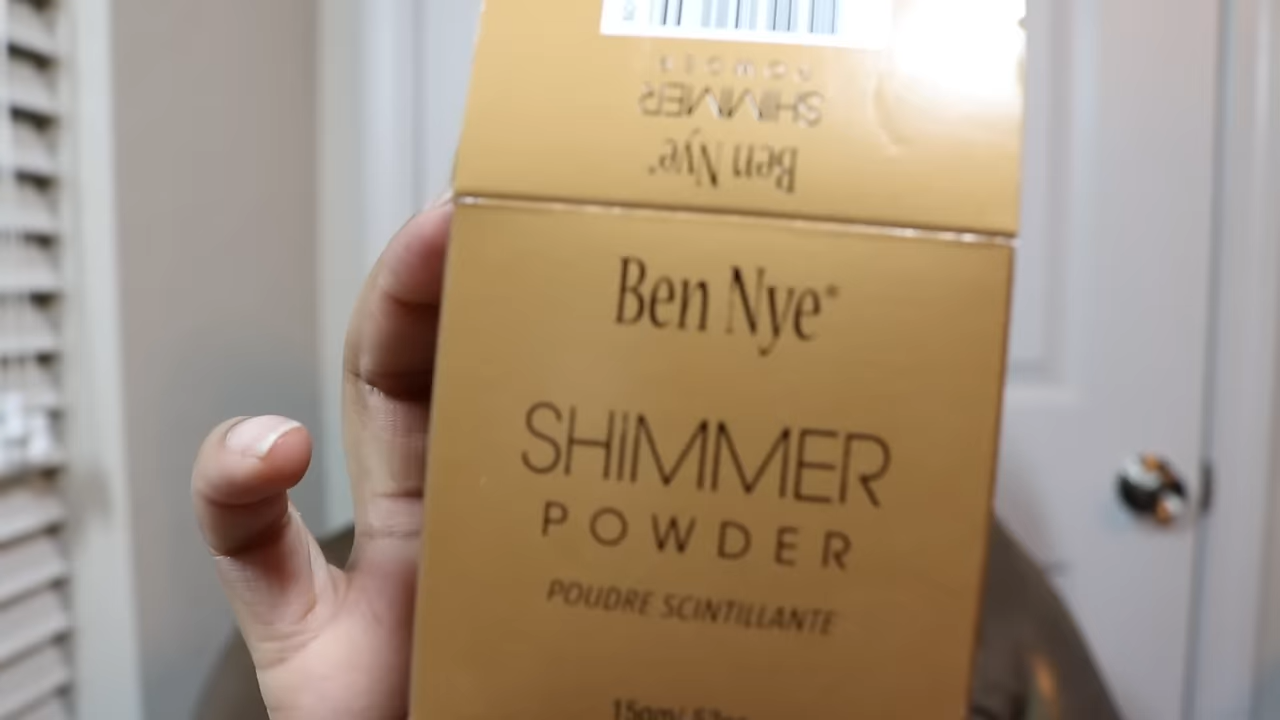 SHIMMER
POWDER
Ben Nye®
Ben Nye®
SHIMMER
POWDER
POUDRE SCINTILLANTE